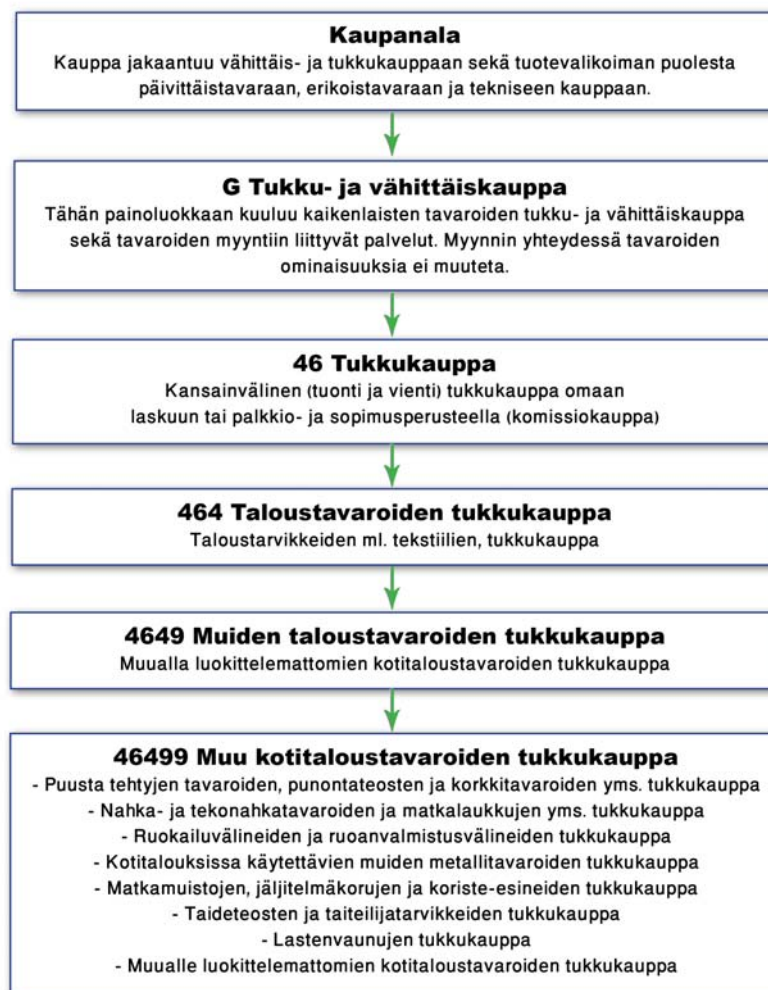 Kaupanala
Kauppa jakaantuu vähittäis- ja tukkukauppaan sekä tuotevalikoiman puolesta
päivittäistavaraan, erikoistavaraan ja tekniseen kauppaan.
G Tukku- ja vähittäiskauppa
Tähän painoluokkaan kuuluu kaikenlaisten tavaroiden tukku- ja vähittäiskauppa
sekä tavaroiden myyntiin liittyvät palvelut. Myynnin yhteydessä tavaroiden
ominaisuuksia ei muuteta.
46 Tukkukauppa
Kansainvälinen (tuonti ja vienti) tukkukauppa omaan
laskuun tai palkkio- ja sopimusperusteella (komissiokauppa)
464 Taloustavaroiden tukkukauppa
Taloustarvikkeiden ml. tekstiilien, tukkukauppa
4649 Muiden taloustavaroiden tukkukauppa
Muualla luokittelemattomien kotitaloustavaroiden tukkukauppa
46499 Muu kotitaloustavaroiden tukkukauppa
- Puusta tehtyjen tavaroiden, punontateosten ja korkkitavaroiden yms. tukkukauppa
- Nahka- ja tekonahkatavaroiden ja matkalaukkujen yms. tukkukauppa
- Ruokailuvälineiden ja ruoanvalmistusvälineiden tukkukauppa
- Kotitalouksissa käytettävien muiden metallitavaroiden tukkukauppa
- Matkamuistojen, jäljitelmäkorujen ja koriste-esineiden tukkukauppa
- Taideteosten ja taiteilijatarvikkeiden tukkukauppa
- Lastenvaunujen tukkukauppa
- Muualle luokittelemattomien kotitaloustavaroiden tukkukauppa